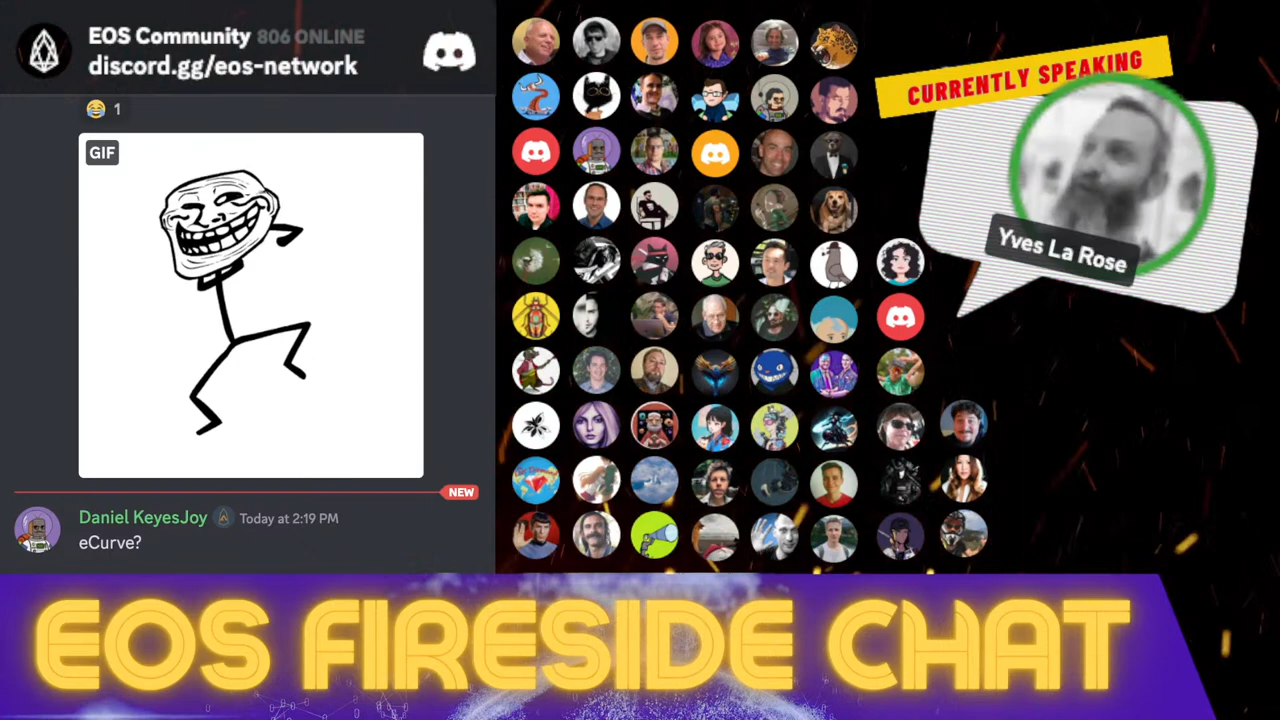 EOS Community 806 ONLINE
discord.gg/eos-network
😂 1
GIF
NEW
Daniel KeyesJoy Today at 2:19 PM
eCurve?
CURRENTLY SPEAKING
Yves La Rose
EOS FIRESIDE CHAT